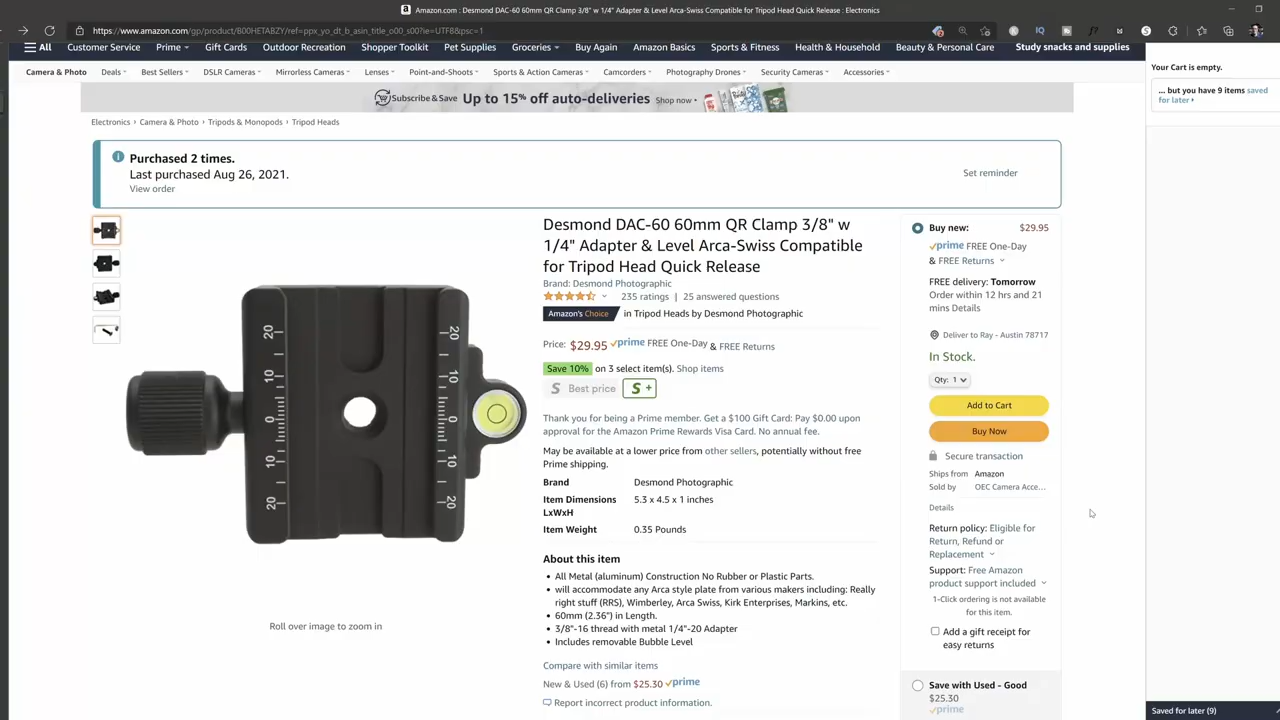 Amazon.com : Desmond DAC-60 60mm QR Clamp 3/8" w 1/4" Adapter & Level Arca-Swiss Compatible for Tripod Head Quick Release : Electronics
https://www.amazon.com/gp/product/B00HETABZY/ref=ppx_yo_dt_b_asin_title_o00_s00?ie=UTF8&psc=1
All Customer Service Prime Gift Cards Outdoor Recreation Shopper Toolkit Pet Supplies Groceries Buy Again Amazon Basics Sports & Fitness Health & Household Beauty & Personal Care Study snacks and supplies
Camera & Photo Deals Best Sellers DSLR Cameras Mirrorless Cameras Lenses Point-and-Shoots Sports & Action Cameras Camcorders Photography Drones Security Cameras Accessories
Subscribe & Save Up to 15% off auto-deliveries Shop now
Electronics › Camera & Photo › Tripods & Monopods › Tripod Heads
Purchased 2 times.
Last purchased Aug 26, 2021.
View order
Set reminder
20 20
10 10
0 0
10 10
20 20
Roll over image to zoom in
Desmond DAC-60 60mm QR Clamp 3/8" w
1/4" Adapter & Level Arca-Swiss Compatible
for Tripod Head Quick Release
Brand: Desmond Photographic
235 ratings | 25 answered questions
Amazon's Choice in Tripod Heads by Desmond Photographic
Price: $29.95 prime FREE One-Day & FREE Returns
Save 10% on 3 select item(s). Shop items
S Best price S +
Thank you for being a Prime member. Get a $100 Gift Card: Pay $0.00 upon
approval for the Amazon Prime Rewards Visa Card. No annual fee.
May be available at a lower price from other sellers, potentially without free
Prime shipping.
Brand Desmond Photographic
Item Dimensions 5.3 x 4.5 x 1 inches
LxWxH
Item Weight 0.35 Pounds
About this item
• All Metal (aluminum) Construction No Rubber or Plastic Parts.
• will accommodate any Arca style plate from various makers including: Really
right stuff (RRS), Wimberley, Arca Swiss, Kirk Enterprises, Markins, etc.
• 60mm (2.36") in Length.
• 3/8"-16 thread with metal 1/4"-20 Adapter
• Includes removable Bubble Level
Compare with similar items
New & Used (6) from $25.30 prime
Report incorrect product information.
Buy new: $29.95
prime FREE One-Day
& FREE Returns
FREE delivery: Tomorrow
Order within 12 hrs and 21
mins Details
Deliver to Ray - Austin 78717
In Stock.
Qty: 1
Add to Cart
Buy Now
Secure transaction
Ships from Amazon
Sold by OEC Camera Acce...
Details
Return policy: Eligible for
Return, Refund or
Replacement
Support: Free Amazon
product support included
1-Click ordering is not available
for this item.
Add a gift receipt for
easy returns
Save with Used - Good
$25.30
prime
Your Cart is empty.
... but you have 9 items saved
for later
Saved for later (9)